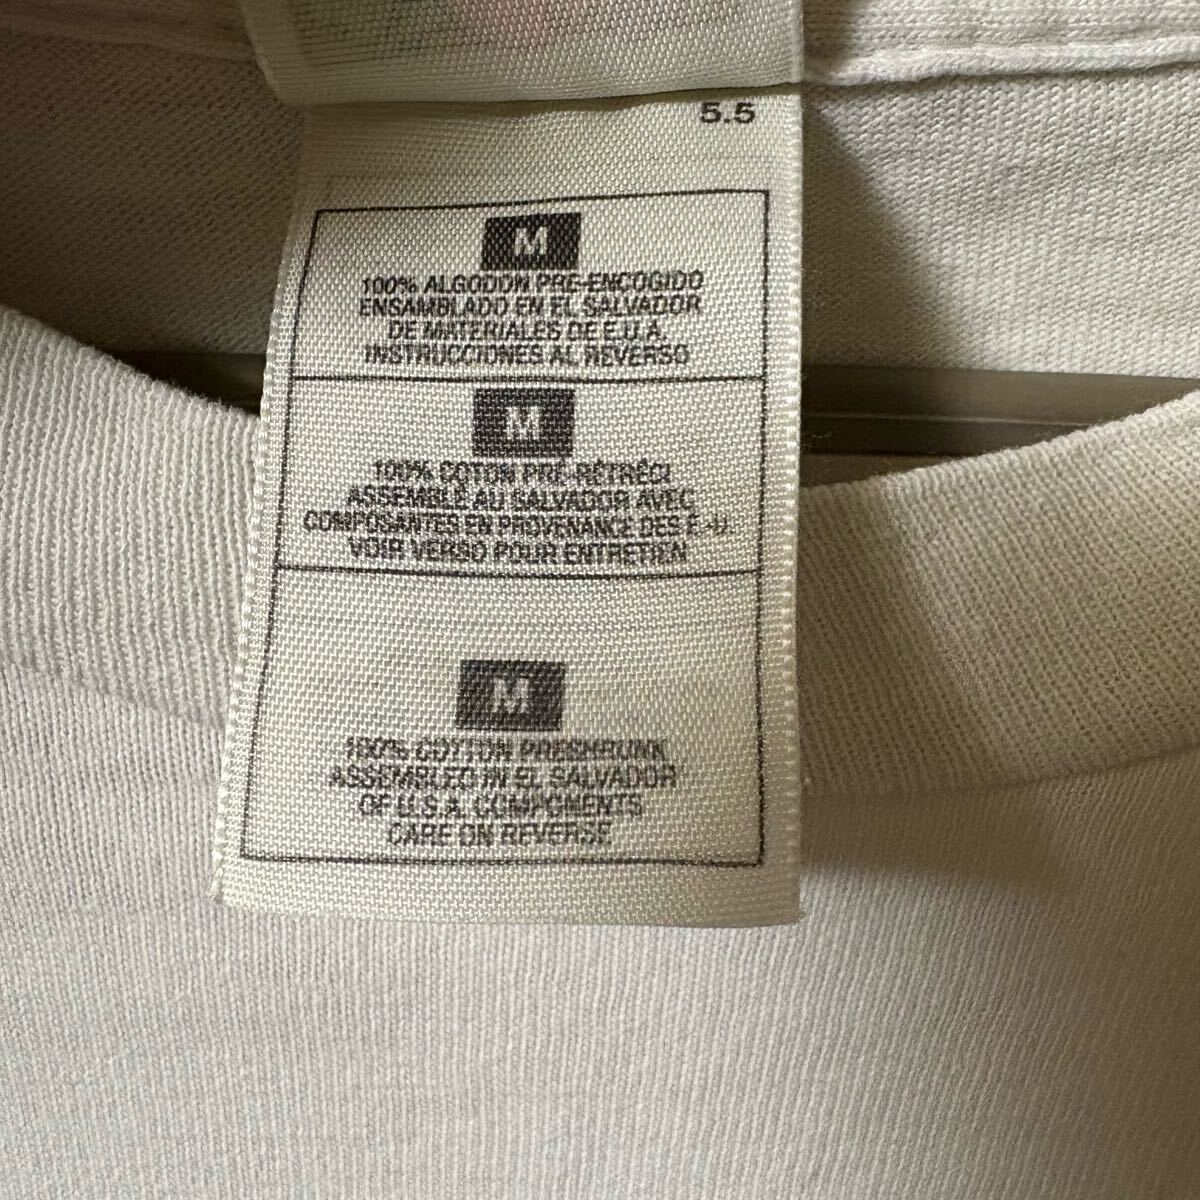 5.5
M
100% ALGODON PRE-ENCOGIDO
ENSAMBLADO EN EL SALVADOR
DE MATERIALES DE E.U.A.
INSTRUCCIONES AL REVERSO
M
100% COTON PRÉ-RÉTRÉCI
ASSEMBLÉ AU SALVADOR AVEC
COMPOSANTES EN PROVENANCE DES É.-U.
VOIR VERSO POUR ENTRETIEN
M
100% COTTON PRESHRUNK
ASSEMBLED IN EL SALVADOR
OF U.S.A. COMPONENTS
CARE ON REVERSE